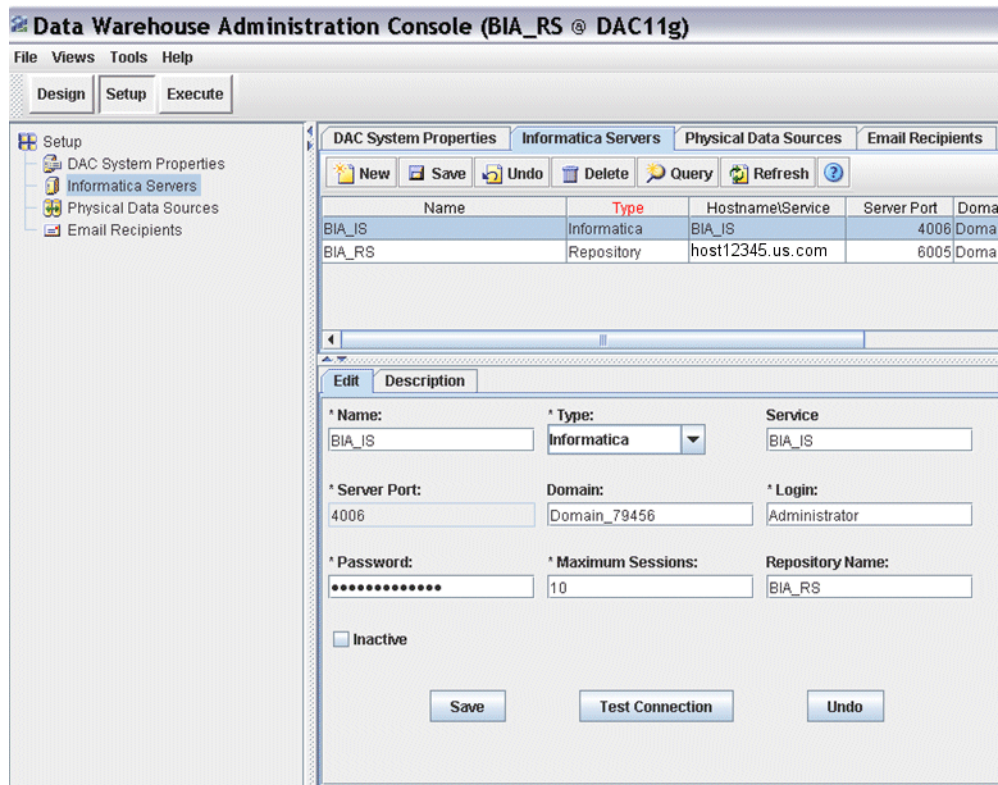 Data Warehouse Administration Console (BIA_RS @ DAC11g)
File Views Tools Help
Design Setup Execute
Setup
DAC System Properties
Informatica Servers
Physical Data Sources
Email Recipients
DAC System Properties Informatica Servers Physical Data Sources Email Recipients
New Save Undo Delete Query Refresh ?
Name Type Hostname\Service Server Port Doma
BIA_IS Informatica BIA_IS 4006 Doma
BIA_RS Repository host12345.us.com 6005 Doma
Edit Description
* Name: * Type: Service
BIA_IS Informatica BIA_IS
* Server Port: Domain: * Login:
4006 Domain_79456 Administrator
* Password: * Maximum Sessions: Repository Name:
••••••••••••• 10 BIA_RS
Inactive
Save Test Connection Undo